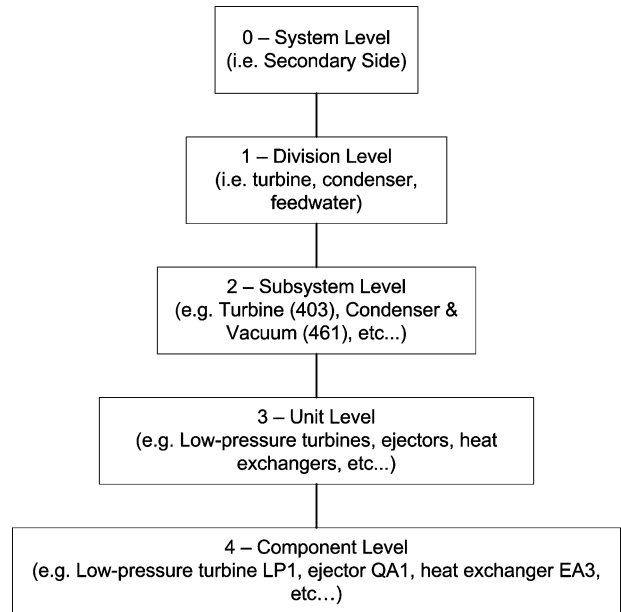 0 – System Level
(i.e. Secondary Side)
1 – Division Level
(i.e. turbine, condenser,
feedwater)
2 – Subsystem Level
(e.g. Turbine (403), Condenser &
Vacuum (461), etc...)
3 – Unit Level
(e.g. Low-pressure turbines, ejectors, heat
exchangers, etc...)
4 – Component Level
(e.g. Low-pressure turbine LP1, ejector QA1, heat exchanger EA3,
etc…)